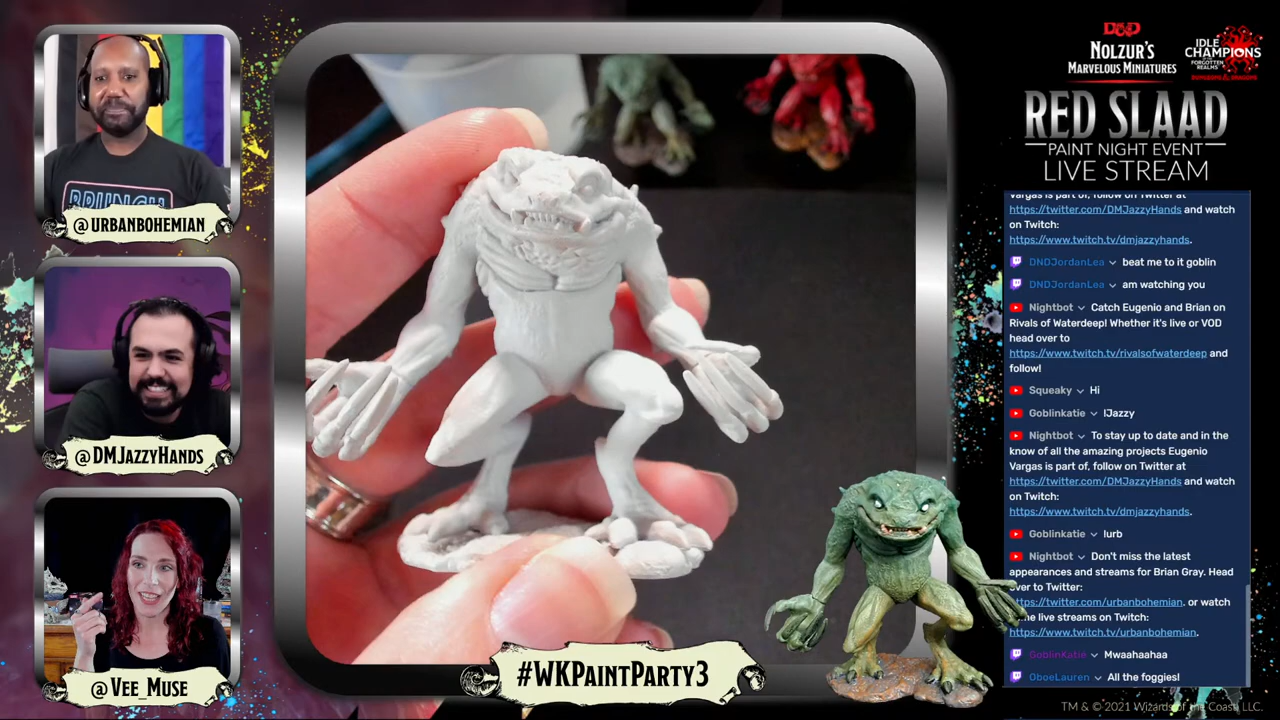 BRUNCH
@URBANBOHEMIAN
@DMJAZZYHANDS
@VEE_MUSE
#WKPAINTPARTY3
D&D
NOLZUR'S
MARVELOUS MINIATURES
IDLE
CHAMPIONS
OF THE
FORGOTTEN REALMS
DUNGEONS & DRAGONS
RED SLAAD
PAINT NIGHT EVENT
LIVE STREAM
Vargas is part of, follow on Twitter at
https://twitter.com/DMJazzyHands and watch
on Twitch:
https://www.twitch.tv/dmjazzyhands.
DNDJordanLea beat me to it goblin
DNDJordanLea am watching you
Nightbot Catch Eugenio and Brian on
Rivals of Waterdeep! Whether it's live or VOD
head over to
https://www.twitch.tv/rivalsofwaterdeep and
follow!
Squeaky Hi
Goblinkatie !Jazzy
Nightbot To stay up to date and in the
know of all the amazing projects Eugenio
Vargas is part of, follow on Twitter at
https://twitter.com/DMJazzyHands and watch
on Twitch:
https://www.twitch.tv/dmjazzyhands.
Goblinkatie !urb
Nightbot Don't miss the latest
appearances and streams for Brian Gray. Head
over to Twitter:
https://twitter.com/urbanbohemian. or watch
live streams on Twitch:
https://www.twitch.tv/urbanbohemian.
GoblinKatie Mwaahaahaa
OboeLauren All the foggies!
TM & © 2021 Wizards of the Coast LLC.